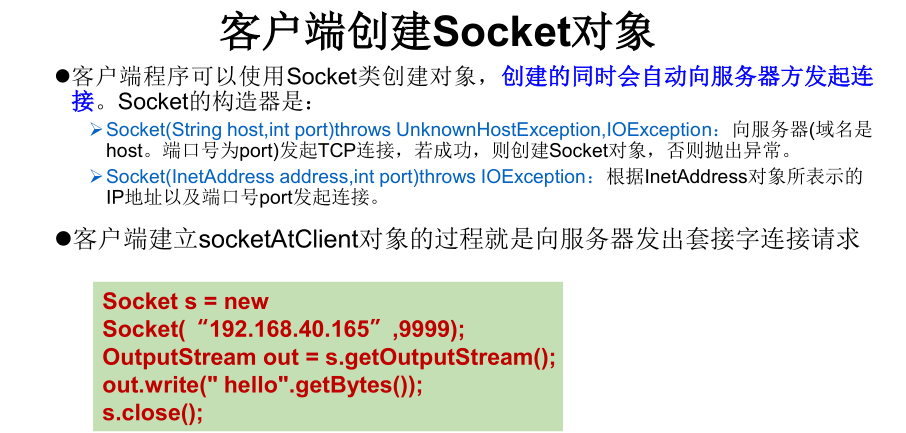 客户端创建Socket对象
●客户端程序可以使用Socket类创建对象，创建的同时会自动向服务器方发起连
接。Socket的构造器是：
➢Socket(String host,int port)throws UnknownHostException,IOException：向服务器(域名是
host。端口号为port)发起TCP连接，若成功，则创建Socket对象，否则抛出异常。
➢Socket(InetAddress address,int port)throws IOException：根据InetAddress对象所表示的
IP地址以及端口号port发起连接。
●客户端建立socketAtClient对象的过程就是向服务器发出套接字连接请求
Socket s = new
Socket(“192.168.40.165”,9999);
OutputStream out = s.getOutputStream();
out.write(" hello".getBytes());
s.close();